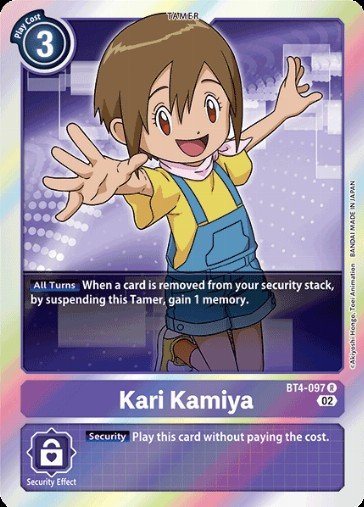 Play Cost
3
TAMER
All Turns When a card is removed from your security stack,
by suspending this Tamer, gain 1 memory.
©Akiyoshi Hongo, Toei Animation BANDAI MADE IN JAPAN
BT4-097 R
Kari Kamiya
02
Security Effect
Security Play this card without paying the cost.